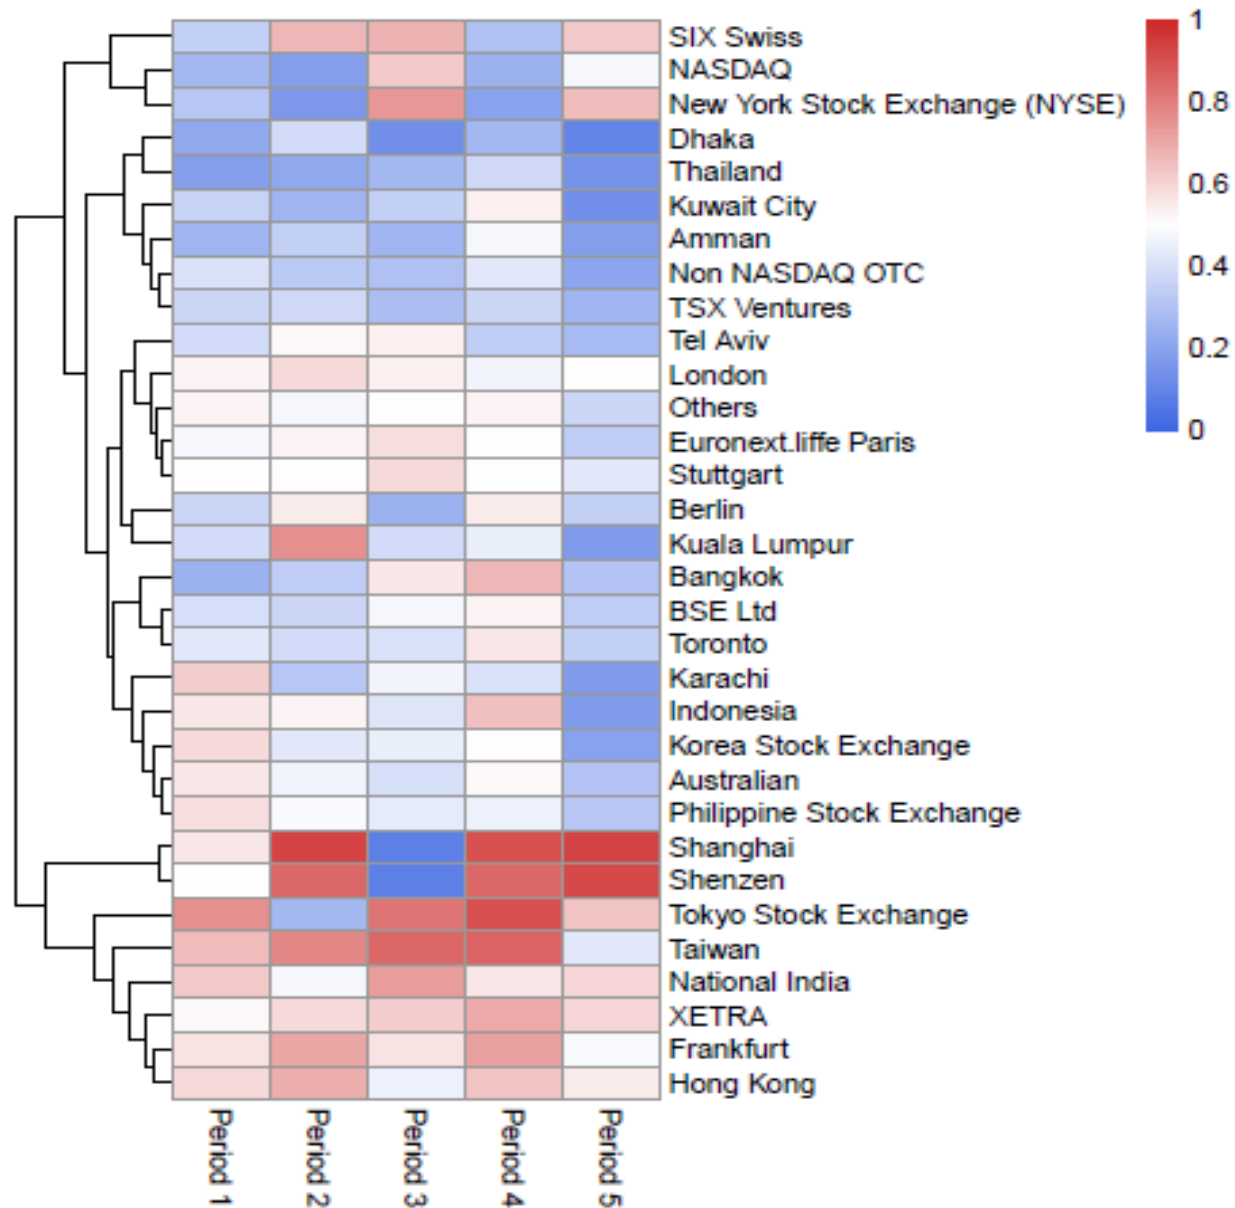 SIX Swiss
NASDAQ
New York Stock Exchange (NYSE)
Dhaka
Thailand
Kuwait City
Amman
Non NASDAQ OTC
TSX Ventures
Tel Aviv
London
Others
Euronext.liffe Paris
Stuttgart
Berlin
Kuala Lumpur
Bangkok
BSE Ltd
Toronto
Karachi
Indonesia
Korea Stock Exchange
Australian
Philippine Stock Exchange
Shanghai
Shenzen
Tokyo Stock Exchange
Taiwan
National India
XETRA
Frankfurt
Hong Kong
1
0.8
0.6
0.4
0.2
0
Period 1
Period 2
Period 3
Period 4
Period 5